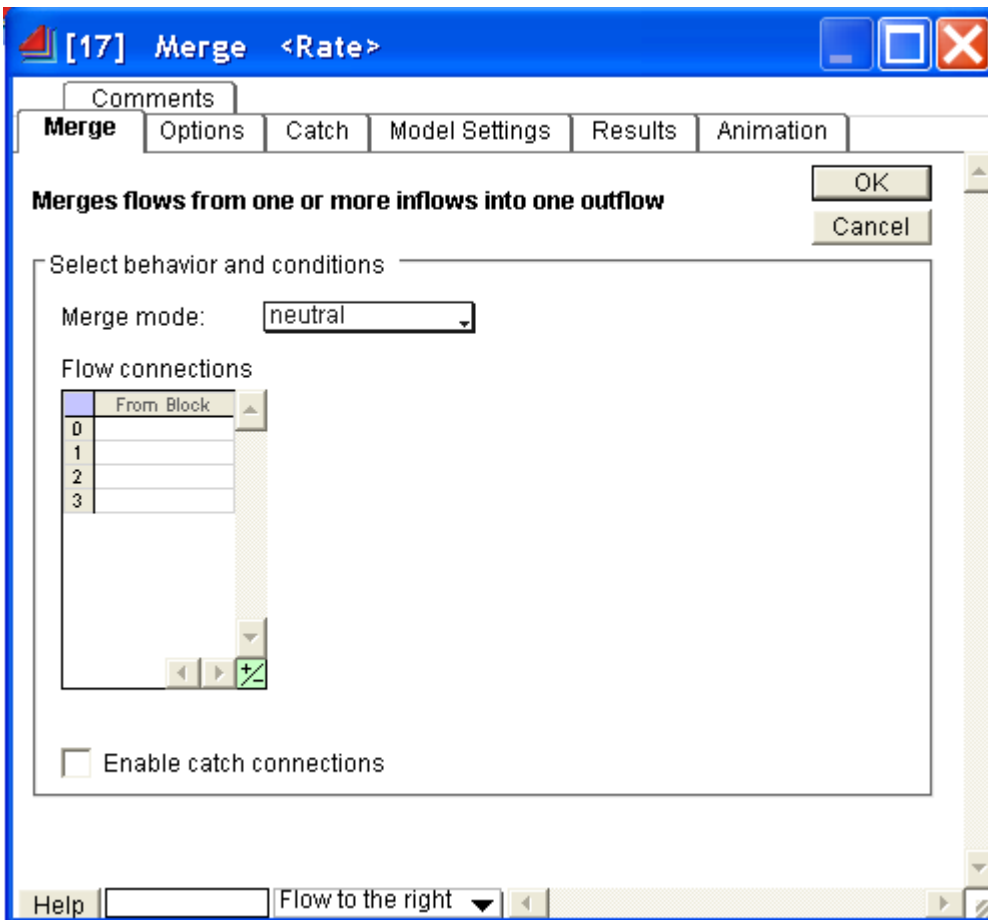 [17] Merge <Rate>
Comments
Merge Options Catch Model Settings Results Animation
OK
Merges flows from one or more inflows into one outflow
Cancel
Select behavior and conditions
Merge mode: neutral
Flow connections
From Block
0
1
2
3
+/-
Enable catch connections
Help Flow to the right